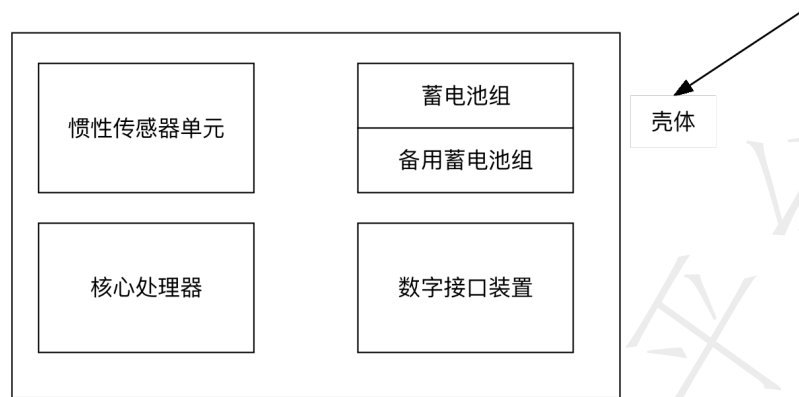 惯性传感器单元
蓄电池组
备用蓄电池组
壳体
核心处理器
数字接口装置